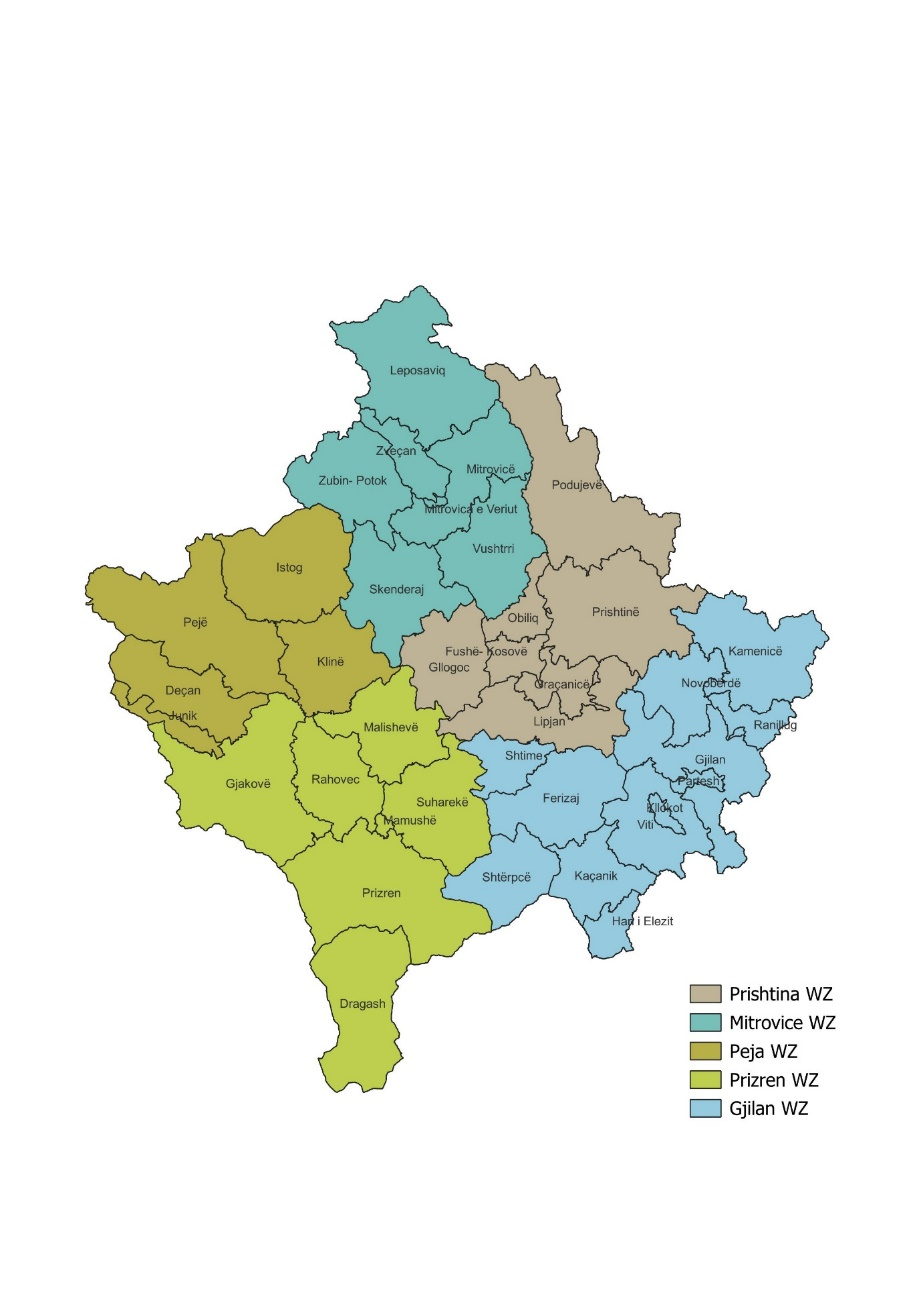 Leposaviq
Zveçan
Mitrovicë
Zubin- Potok
Podujevë
Mitrovica e Veriut
Vushtrri
Istog
Skenderaj
Prishtinë
Obiliq
Pejë
Fushë- Kosovë
Kamenicë
Klinë
Gllogoc
Novobërdë
Graçanicë
Deçan
Junik
Lipjan
Ranillug
Malishevë
Shtime
Gjilan
Rahovec
Partesh
Gjakovë
Ferizaj
Suharekë
Kllokot
Mamushë
Viti
Kaçanik
Shtërpcë
Prizren
Han i Elezit
Dragash
Prishtina WZ
Mitrovice WZ
Peja WZ
Prizren WZ
Gjilan WZ